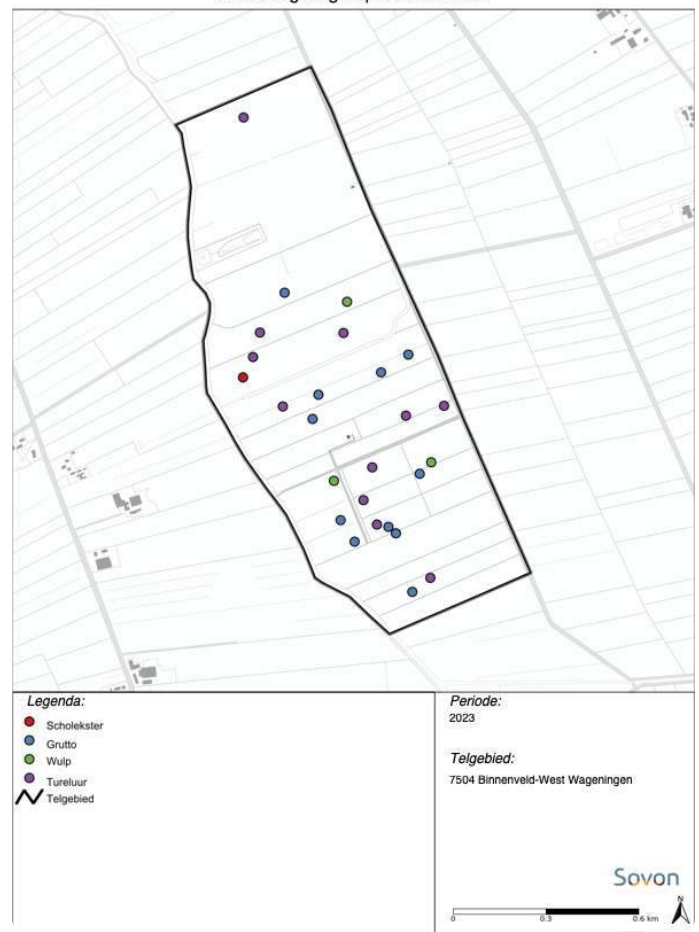 Legenda:
Scholekster
Grutto
Wulp
Tureluur
Telgebied
Periode:
2023
Telgebied:
7504 Binnenveld-West Wageningen
Sovon
N
0 0.3 0.6 km